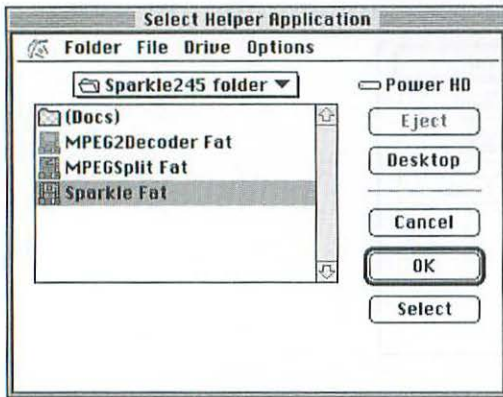 Select Helper Application
Folder File Drive Options
Sparkle245 folder
Power HD
(Docs)
MPEG2Decoder Fat
MPEGSplit Fat
Sparkle Fat
Eject
Desktop
Cancel
OK
Select